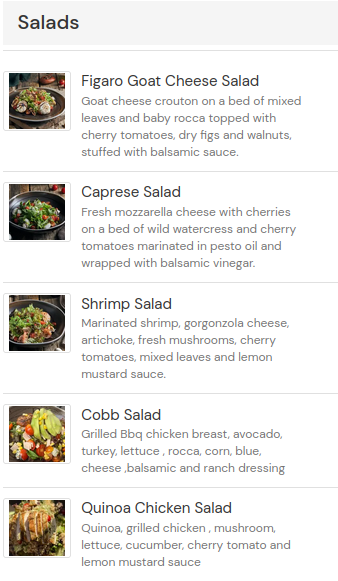 Salads
Figaro Goat Cheese Salad
Goat cheese crouton on a bed of mixed
leaves and baby rocca topped with
cherry tomatoes, dry figs and walnuts,
stuffed with balsamic sauce.
Caprese Salad
Fresh mozzarella cheese with cherries
on a bed of wild watercress and cherry
tomatoes marinated in pesto oil and
wrapped with balsamic vinegar.
Shrimp Salad
Marinated shrimp, gorgonzola cheese,
artichoke, fresh mushrooms, cherry
tomatoes, mixed leaves and lemon
mustard sauce.
Cobb Salad
Grilled Bbq chicken breast, avocado,
turkey, lettuce , rocca, corn, blue,
cheese ,balsamic and ranch dressing
Quinoa Chicken Salad
Quinoa, grilled chicken , mushroom,
lettuce, cucumber, cherry tomato and
lemon mustard sauce